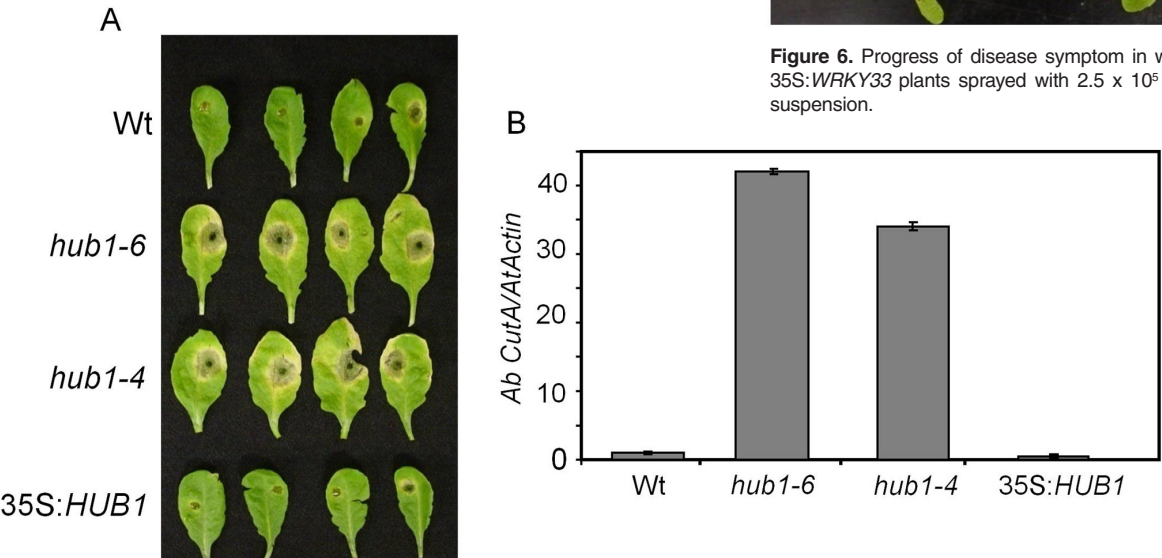 A
Wt
hub1-6
hub1-4
35S:HUB1
Figure 6. Progress of disease symptom in w
35S:WRKY33 plants sprayed with 2.5 x 10⁵
suspension.
B
Ab CutA/AtActin
40
30
20
10
0
Wt
hub1-6
hub1-4
35S:HUB1